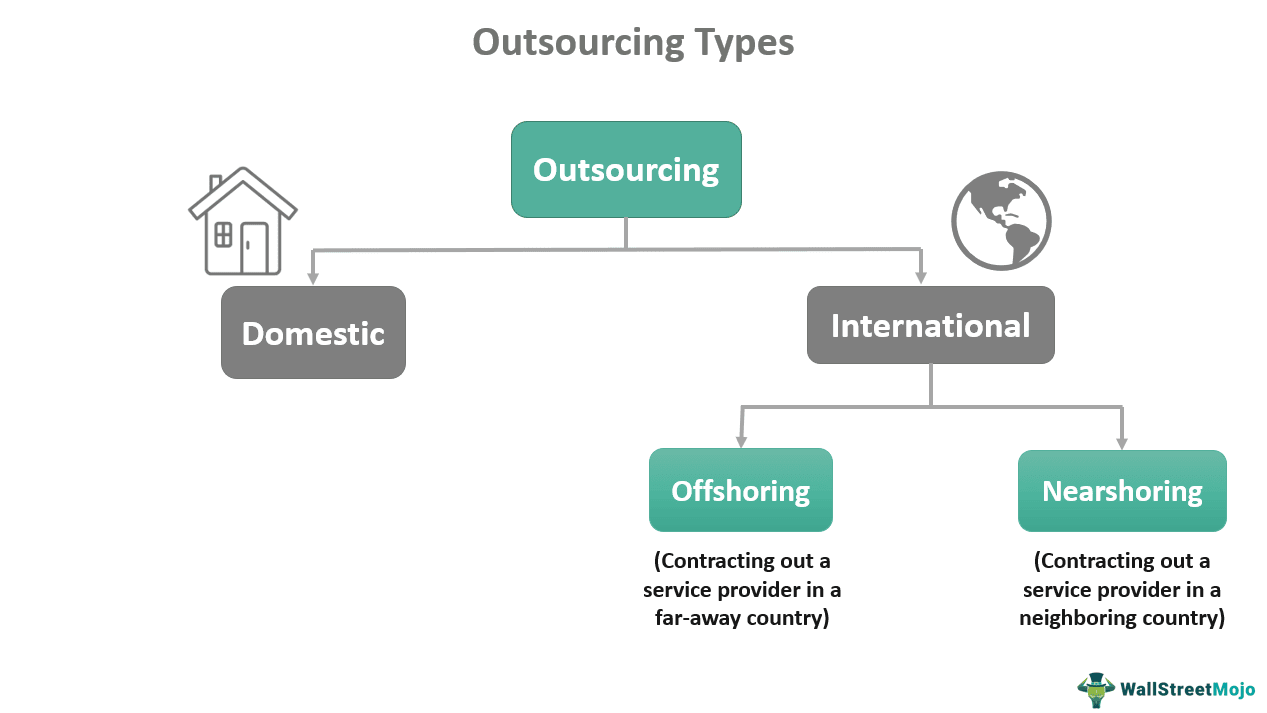 Outsourcing Types
Outsourcing
Domestic
International
Offshoring
Nearshoring
(Contracting out a
service provider in a
far-away country)
(Contracting out a
service provider in a
neighboring country)
WallStreetMojo